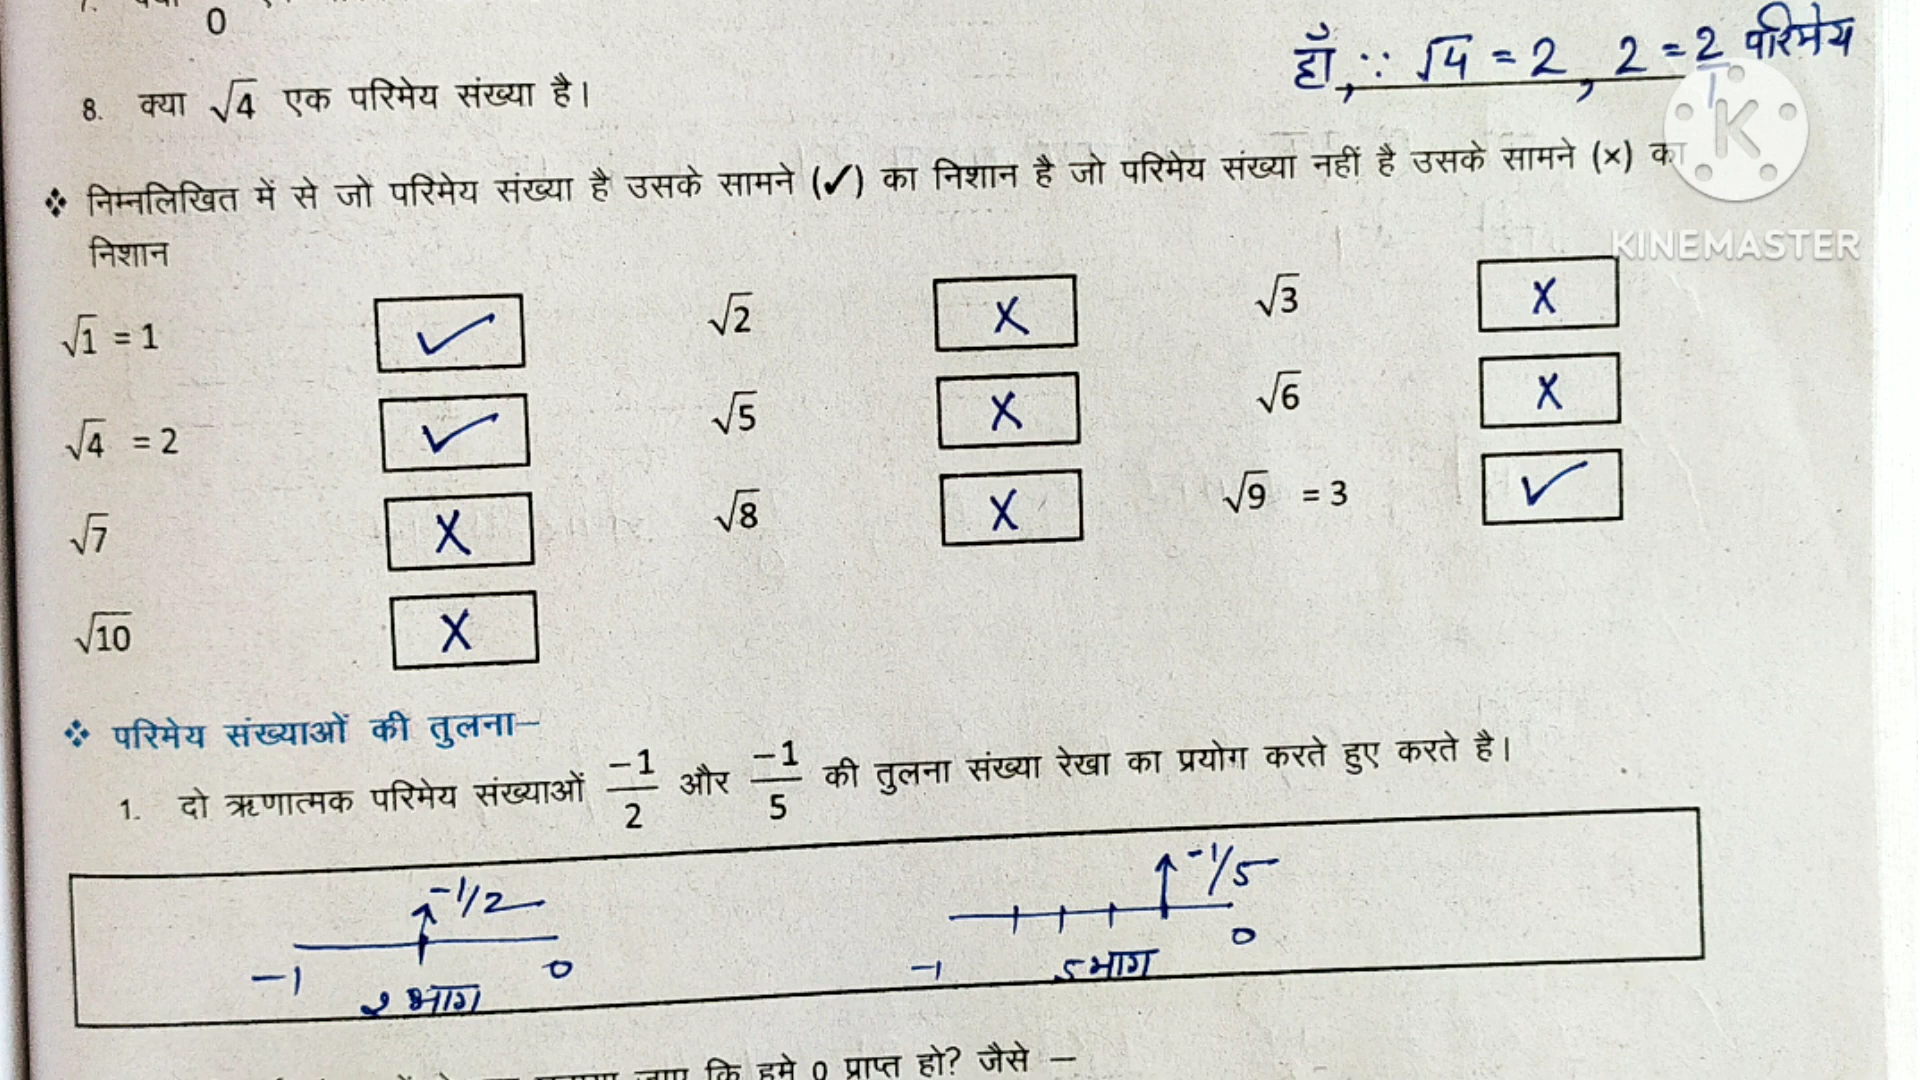 0
हाँ, ∵ √4 = 2, 2 = 2/1 परिमेय
8. क्या √4 एक परिमेय संख्या है।
❖ निम्नलिखित में से जो परिमेय संख्या है उसके सामने (✓) का निशान है जो परिमेय संख्या नहीं है उसके सामने (×) का
निशान
KINEMASTER
√1 = 1 ✓ √2 × √3 ×
√4 = 2 ✓ √5 × √6 ×
√7 × √8 × √9 = 3 ✓
√10 ×
❖ परिमेय संख्याओं की तुलना–
1. दो ऋणात्मक परिमेय संख्याओं -1/2 और -1/5 की तुलना संख्या रेखा का प्रयोग करते हुए करते है।
-1/2 -1/5
-1 0 -1 0
२ भाग 5 भाग
कि हमे 0 प्राप्त हो? जैसे –